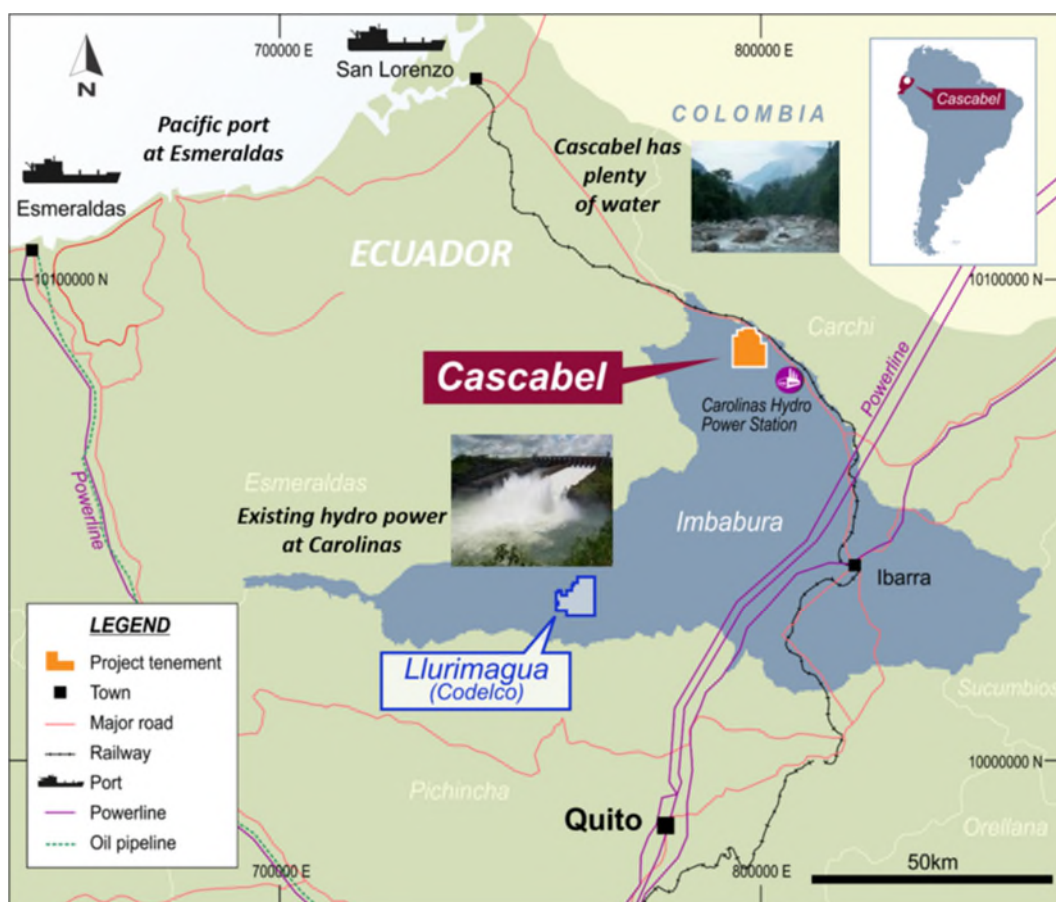 700000 E
800000 E
San Lorenzo
N
Pacific port
at Esmeraldas
Esmeraldas
COLOMBIA
Cascabel has
plenty
of water
Cascabel
ECUADOR
10100000 N
10100000 N
Carchi
Powerline
Cascabel
Carolinas Hydro
Power Station
Powerline
Esmeraldas
Existing hydro power
at Carolinas
Imbabura
Ibarra
Llurimagua
(Codelco)
LEGEND
Project tenement
Town
Major road
Railway
Port
Powerline
Oil pipeline
Sucumbios
10000000 N
Pichincha
Quito
Orellana
700000 E
800000 E
50km